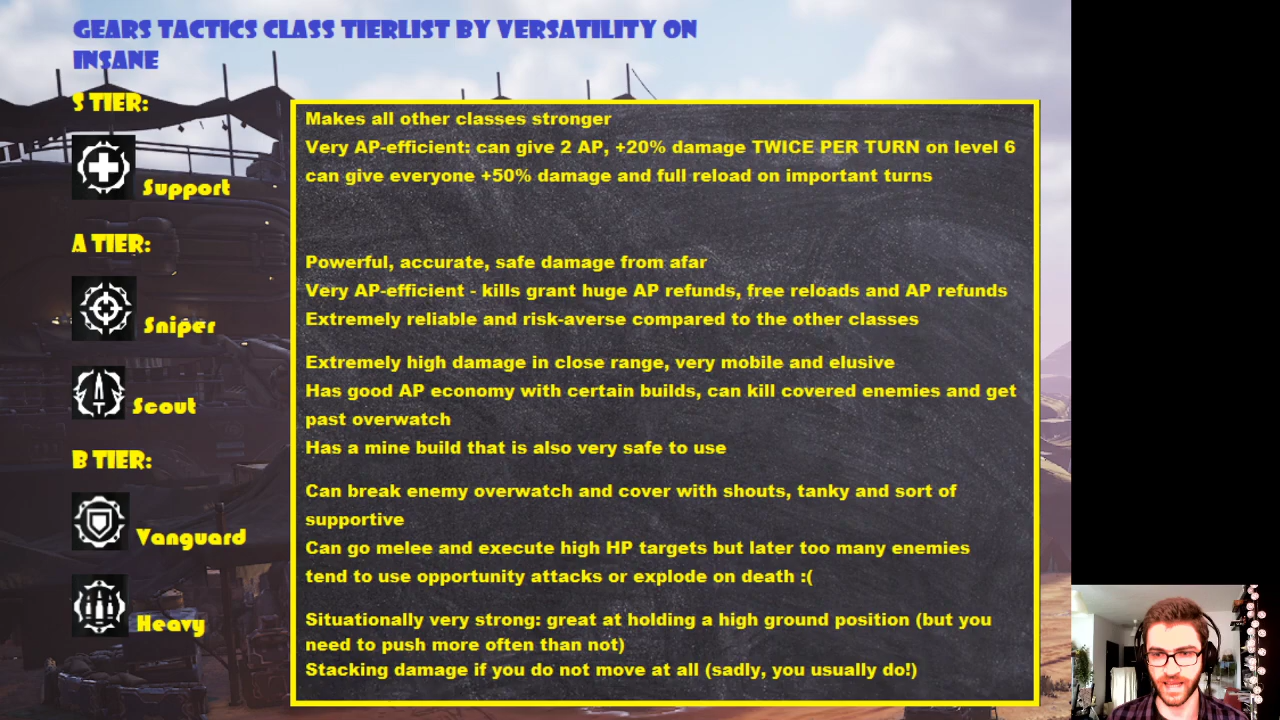 GEARS TACTICS CLASS TIERLIST BY VERSATILITY ON
INSANE
S TIER:
Support
Makes all other classes stronger
Very AP-efficient: can give 2 AP, +20% damage TWICE PER TURN on level 6
can give everyone +50% damage and full reload on important turns
A TIER:
Sniper
Powerful, accurate, safe damage from afar
Very AP-efficient - kills grant huge AP refunds, free reloads and AP refunds
Extremely reliable and risk-averse compared to the other classes
Scout
Extremely high damage in close range, very mobile and elusive
Has good AP economy with certain builds, can kill covered enemies and get
past overwatch
Has a mine build that is also very safe to use
B TIER:
Vanguard
Can break enemy overwatch and cover with shouts, tanky and sort of
supportive
Can go melee and execute high HP targets but later too many enemies
tend to use opportunity attacks or explode on death :(
Heavy
Situationally very strong: great at holding a high ground position (but you
need to push more often than not)
Stacking damage if you do not move at all (sadly, you usually do!)